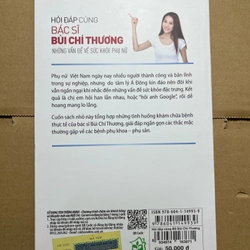 HỎI ĐÁP CÙNG
BÁC SĨ
BÙI CHÍ THƯƠNG
NHỮNG VẤN ĐỀ VỀ SỨC KHỎE PHỤ NỮ
Phụ nữ Việt Nam ngày nay nhiều người thành công và bản lĩnh
trong sự nghiệp, nhưng do tâm lý Á Đông kín đáo nên đôi khi
vẫn ngần ngại khi nhắc đến những vấn đề sức khỏe đặc trưng. Kết
quả là chị em hỏi han lẫn nhau, hoặc "hỏi anh Google", rồi dễ
hoang mang lo lắng.
Cuốn sách nhỏ này tổng hợp những tình huống khám chữa bệnh
thực tế của bác sĩ Bùi Chí Thương, giải đáp ngắn gọn các thắc mắc
thường gặp về các bệnh phụ khoa – phụ sản.
Giá: 50.000 đ